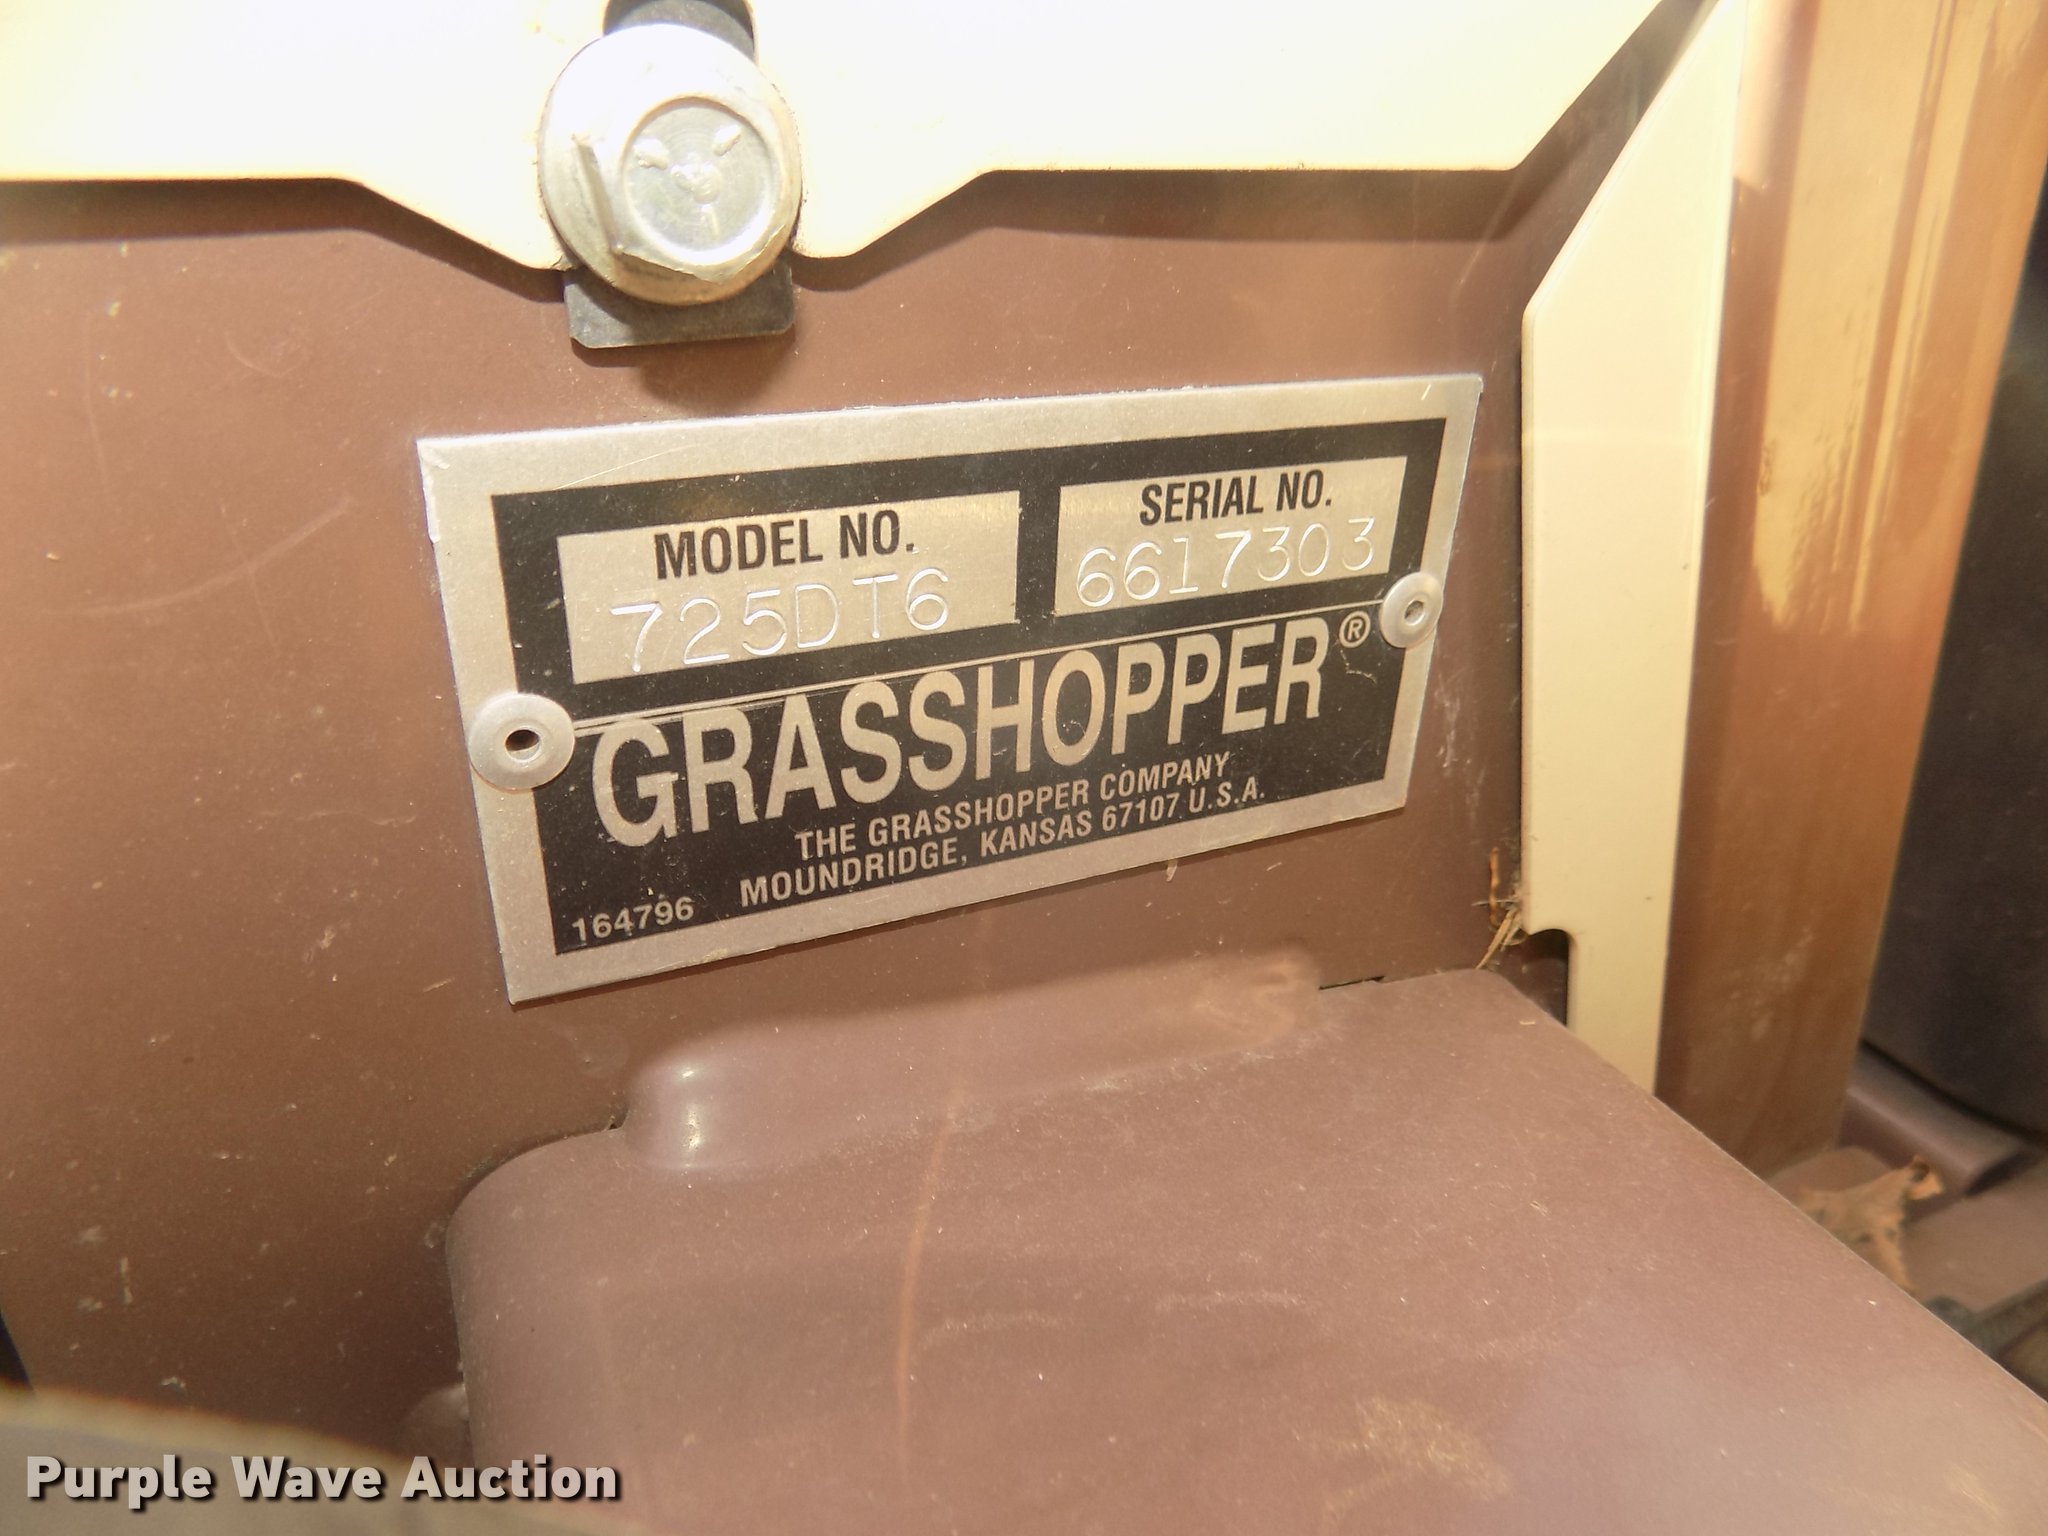 MODEL NO.
725DT6
SERIAL NO.
6617303
GRASSHOPPER®
THE GRASSHOPPER COMPANY
MOUNDRIDGE, KANSAS 67107 U.S.A.
164796
Purple Wave Auction